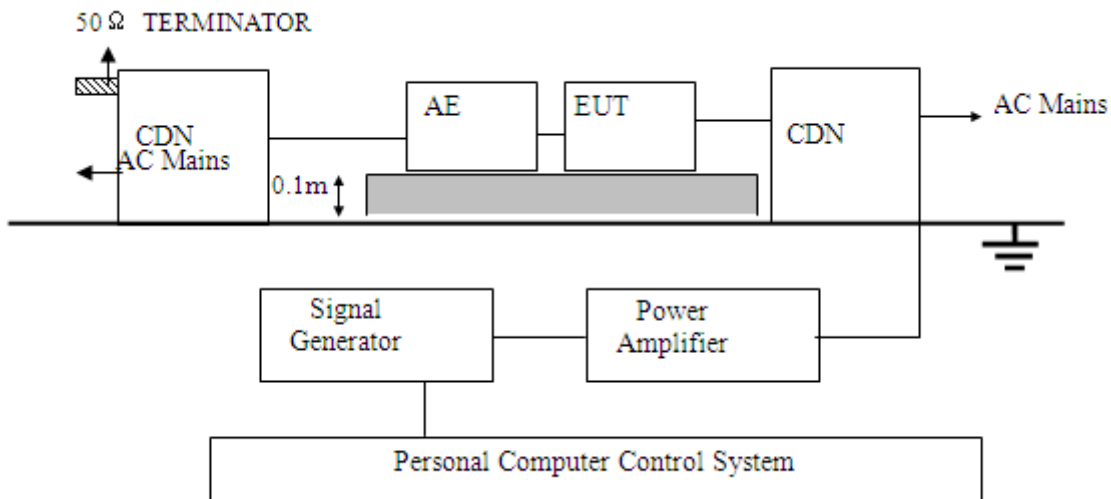 50 Ω TERMINATOR
CDN
AC Mains
AE
EUT
CDN
AC Mains
0.1m
Signal
Generator
Power
Amplifier
Personal Computer Control System